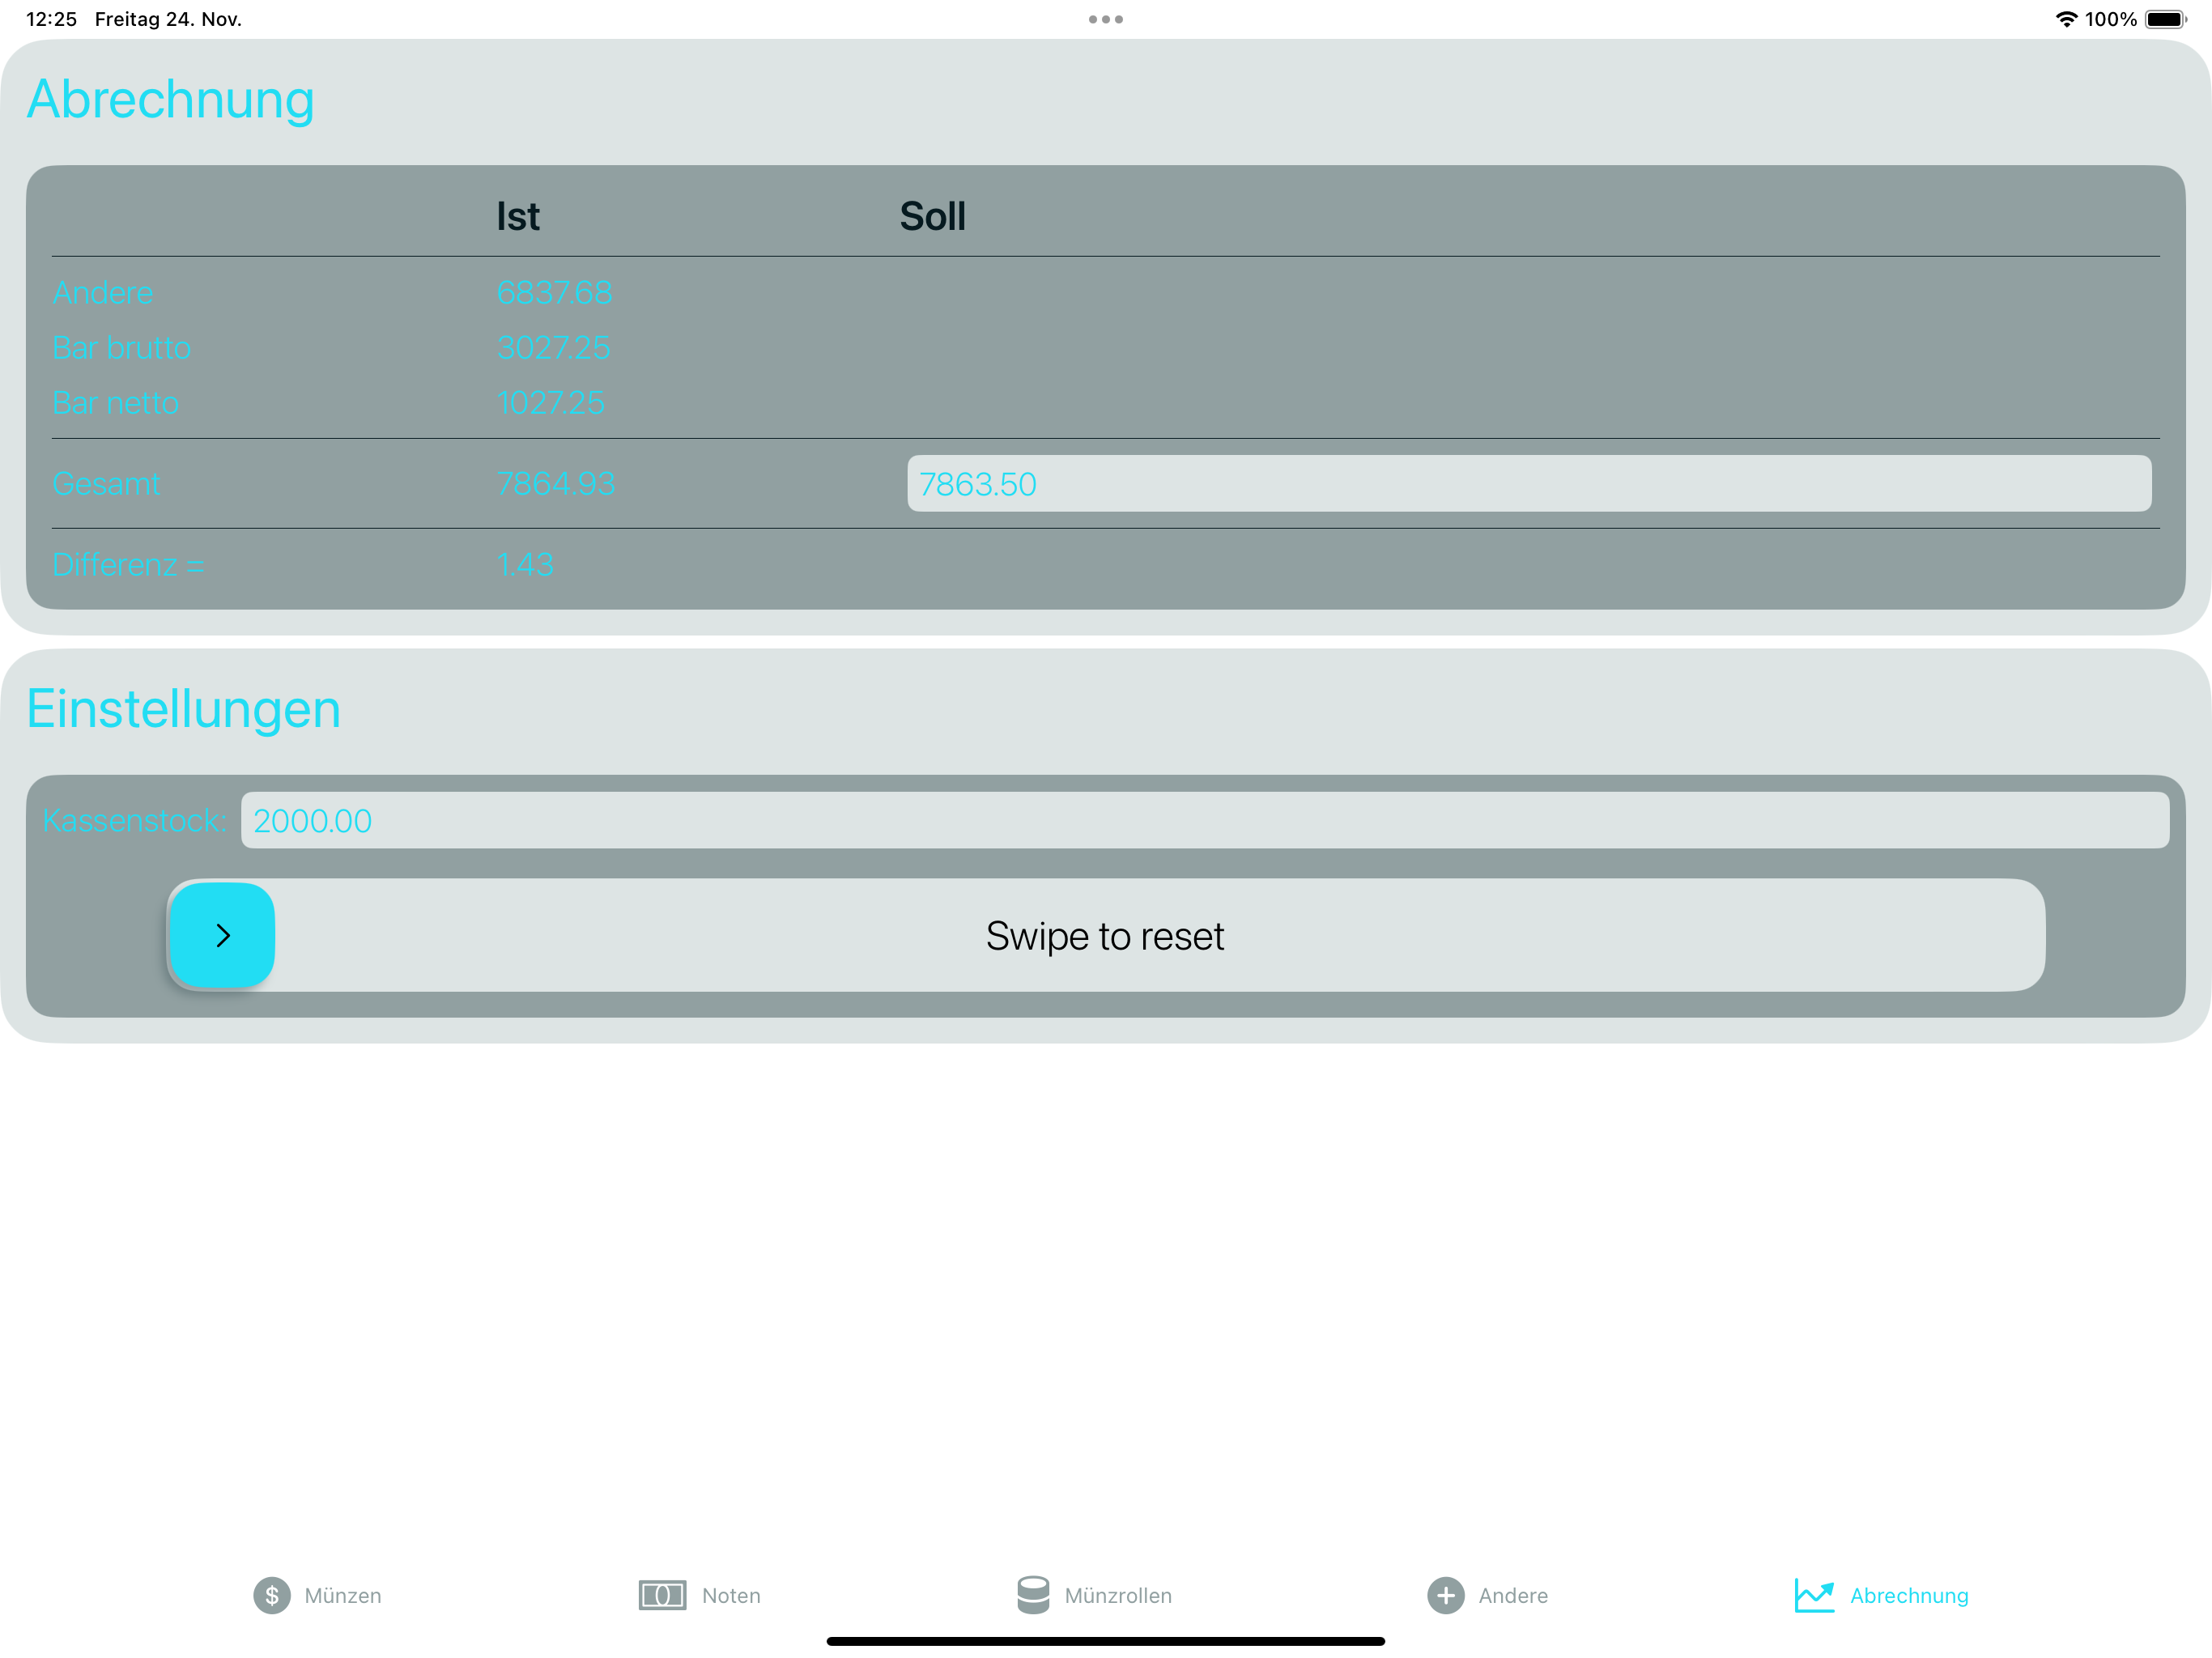 12:25 Freitag 24. Nov. 100%
Abrechnung
Ist Soll
Andere 6837.68
Bar brutto 3027.25
Bar netto 1027.25
Gesamt 7864.93 7863.50
Differenz = 1.43
Einstellungen
Kassenstock: 2000.00
Swipe to reset
Münzen Noten Münzrollen Andere Abrechnung